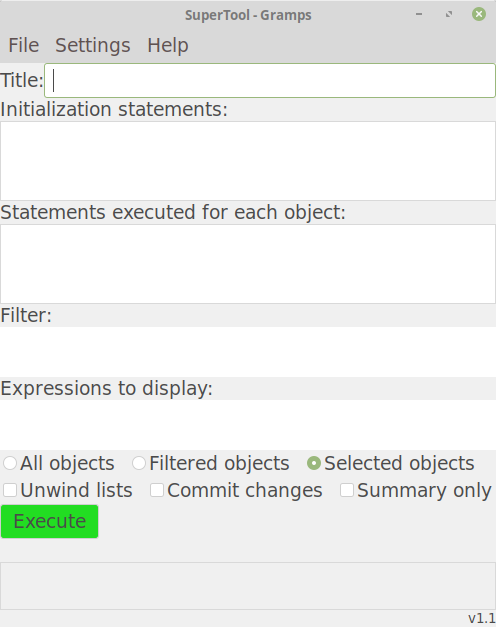 SuperTool - Gramps
File Settings Help
Title:
Initialization statements:
Statements executed for each object:
Filter:
Expressions to display:
All objects Filtered objects Selected objects
Unwind lists Commit changes Summary only
Execute
v1.1